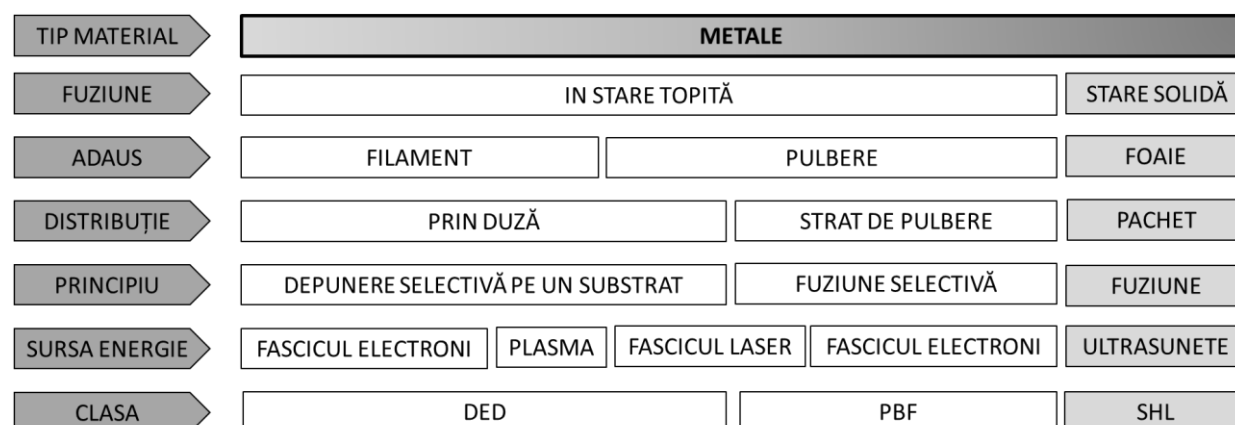 TIP MATERIAL METALE
FUZIUNE IN STARE TOPITĂ STARE SOLIDĂ
ADAUS FILAMENT PULBERE FOAIE
DISTRIBUȚIE PRIN DUZĂ STRAT DE PULBERE PACHET
PRINCIPIU DEPUNERE SELECTIVĂ PE UN SUBSTRAT FUZIUNE SELECTIVĂ FUZIUNE
SURSA ENERGIE FASCICUL ELECTRONI PLASMA FASCICUL LASER FASCICUL ELECTRONI ULTRASUNETE
CLASA DED PBF SHL